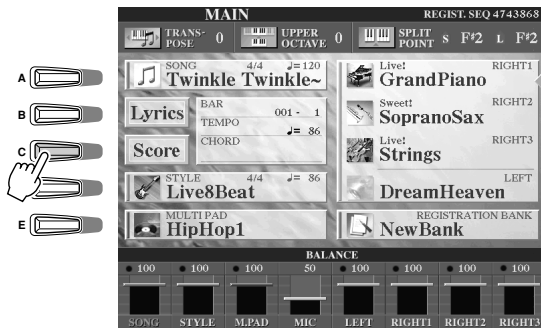 MAIN
REGIST. SEQ 4743868
TRANS-
POSE 0
UPPER
OCTAVE 0
SPLIT
POINT S F#2 L F#2
A
B
C
E
SONG 4/4 ♩=120
Twinkle Twinkle~
Lyrics
Score
BAR
001 - 1
TEMPO
♩= 86
CHORD
STYLE 4/4 ♩= 86
Live8Beat
MULTI PAD
HipHop1
Live! RIGHT1
GrandPiano
Sweet! RIGHT2
SopranoSax
Live! RIGHT3
Strings
LEFT
DreamHeaven
REGISTRATION BANK
NewBank
BALANCE
100 100 100 50 100 100 100 100
SONG STYLE M.PAD MIC LEFT RIGHT1 RIGHT2 RIGHT3